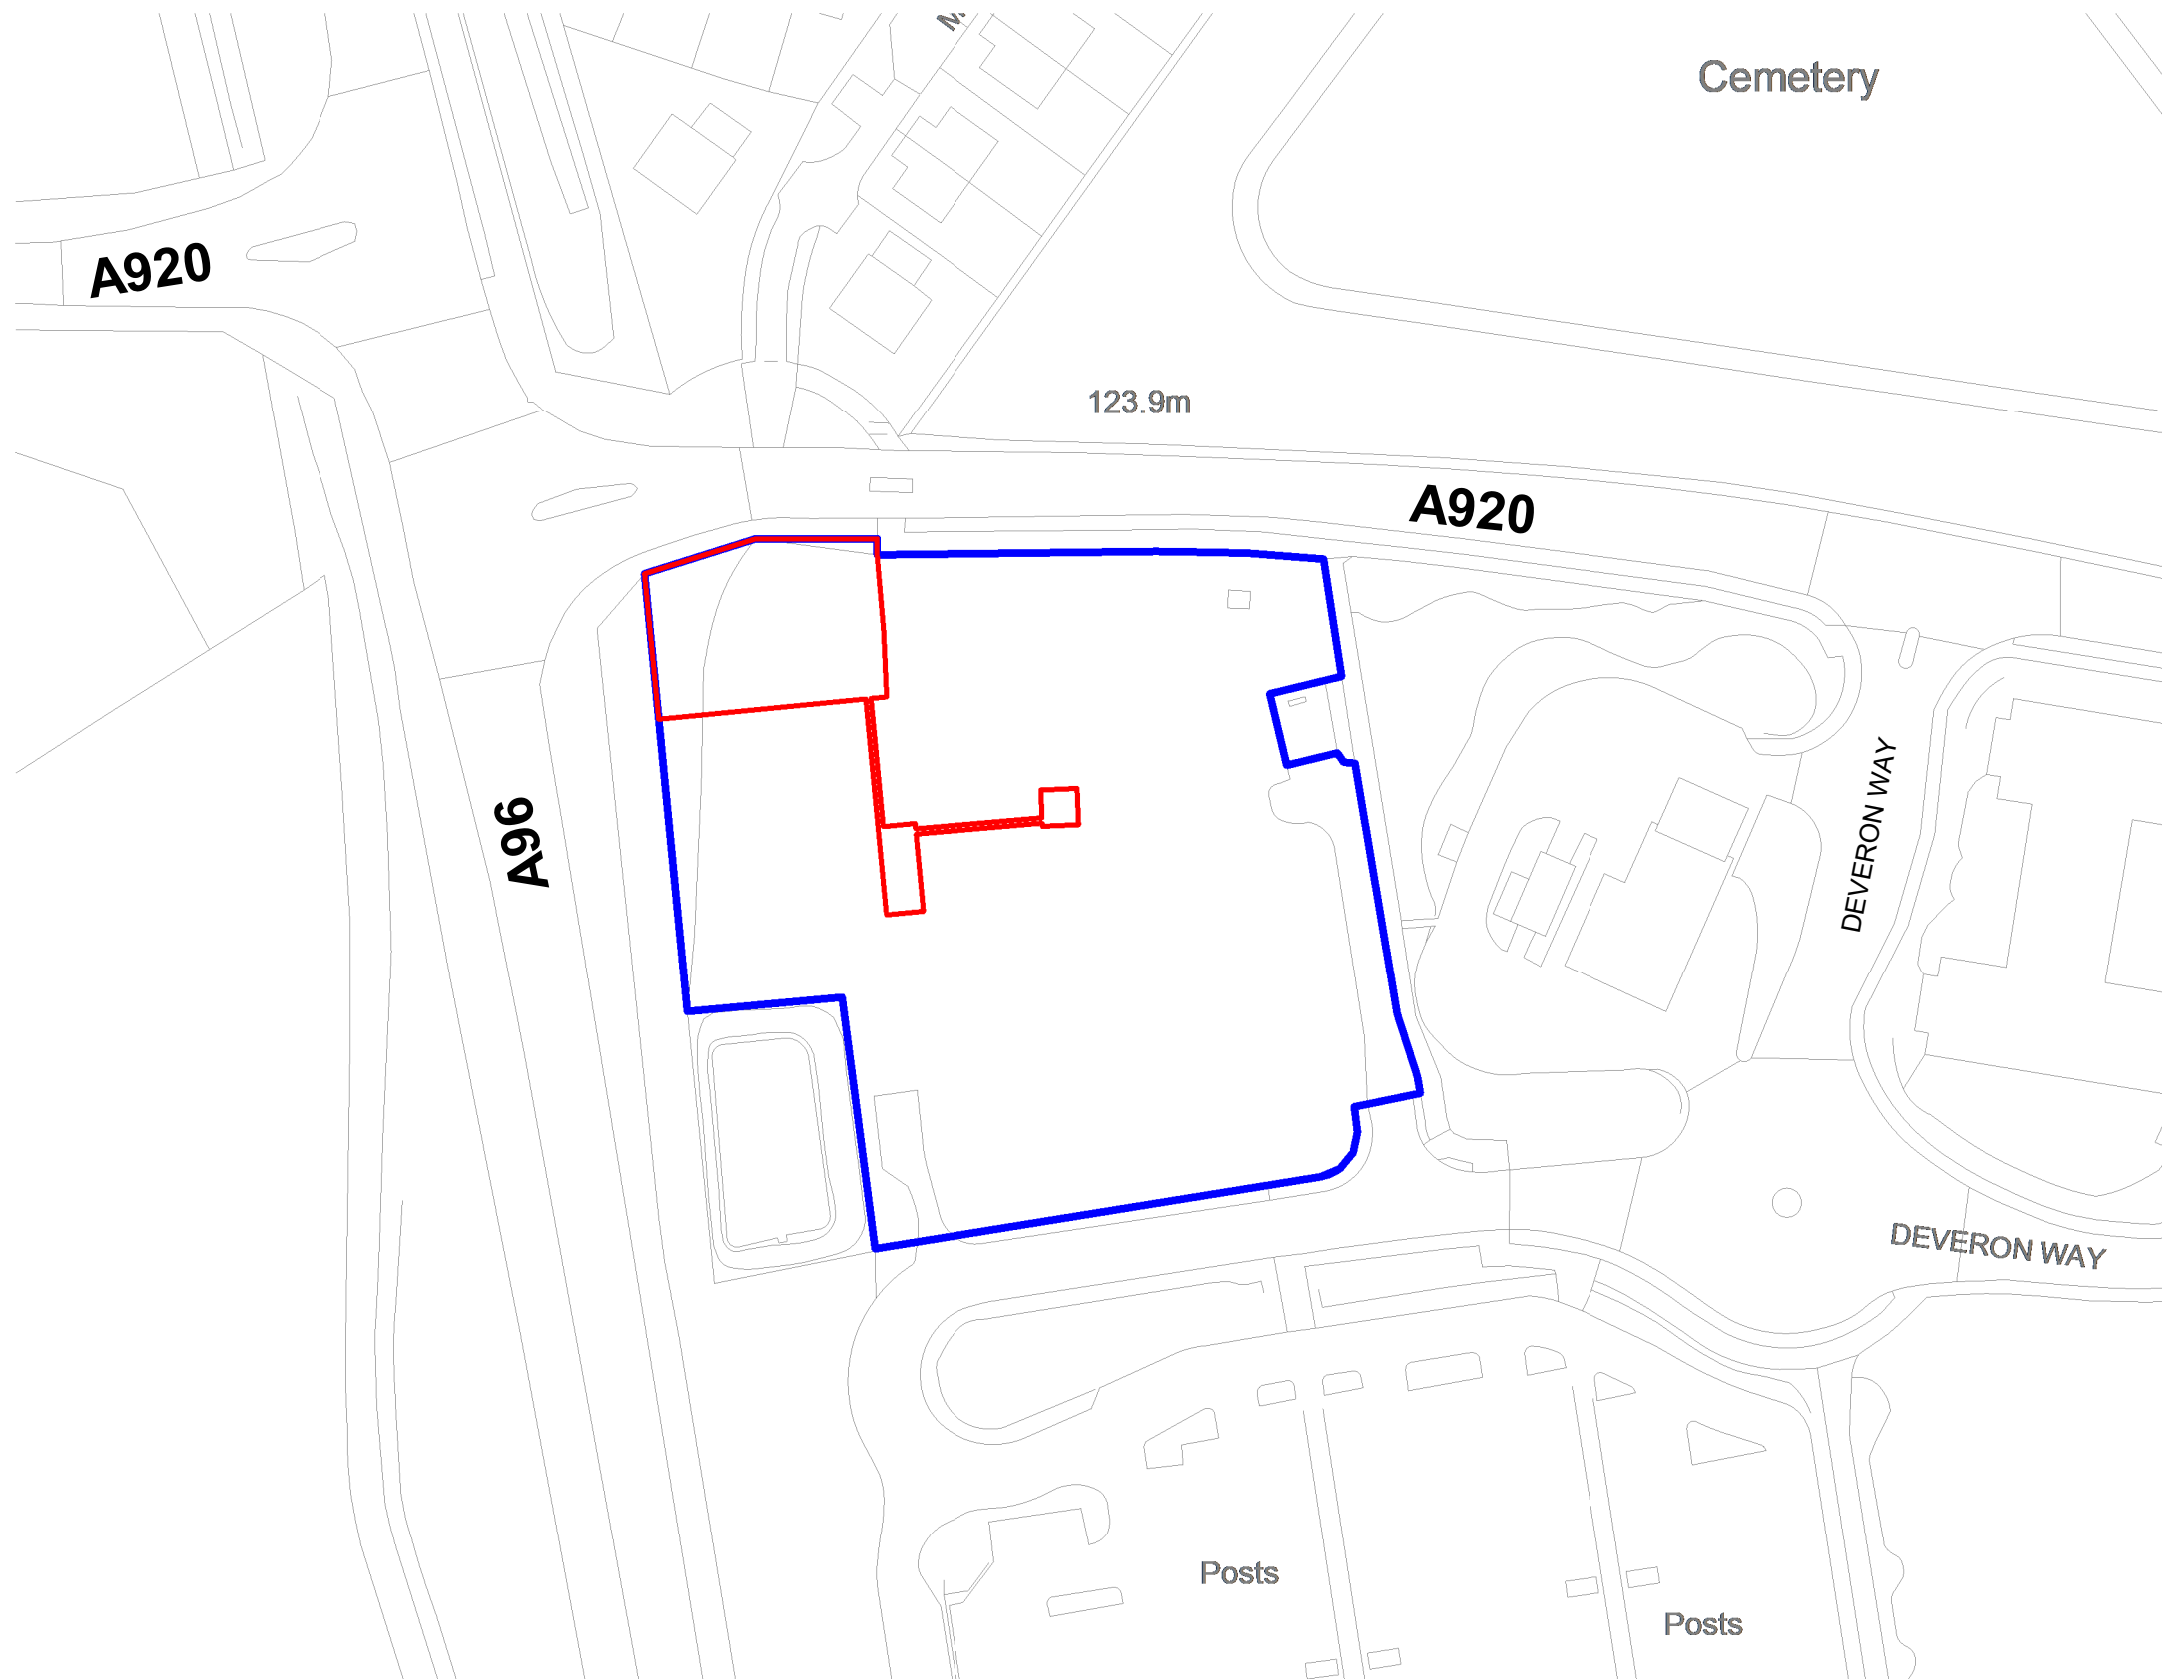 Cemetery
A920
123.9m
A920
A96
DEVERON WAY
DEVERON WAY
Posts
Posts